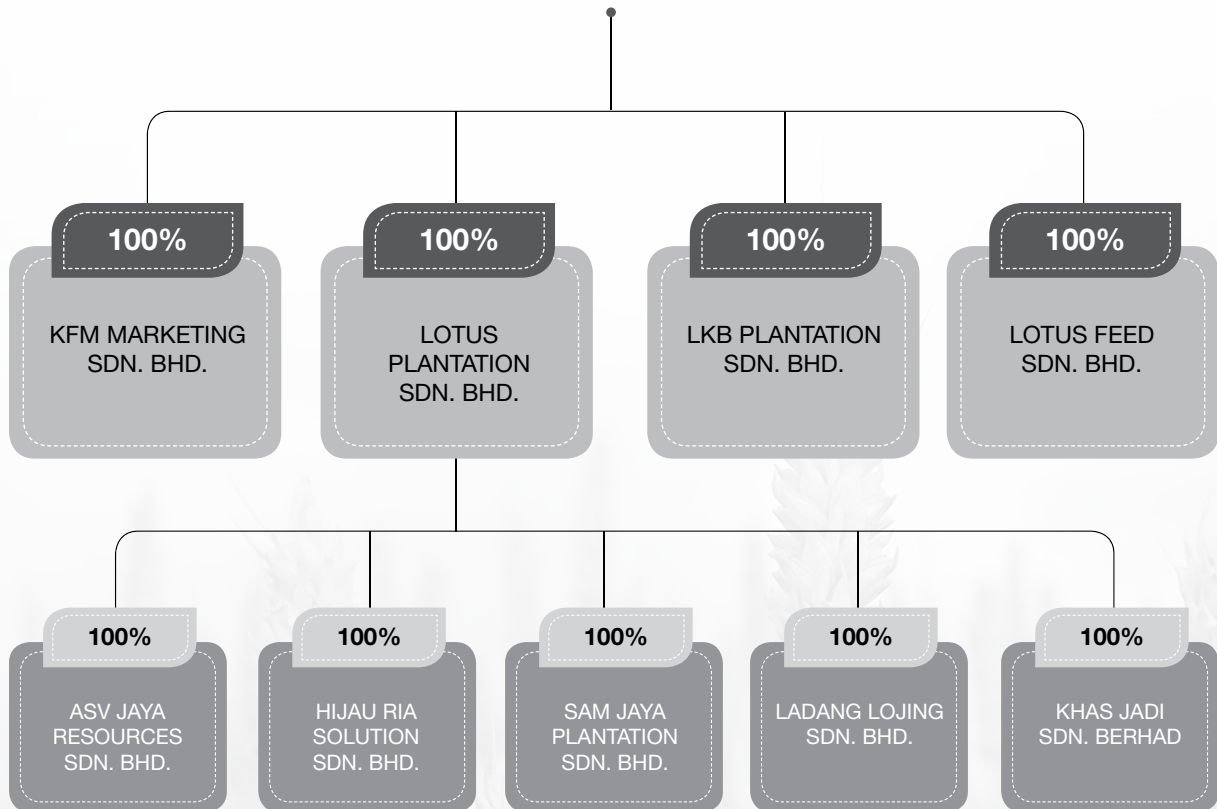 100%
100%
100%
100%
KFM MARKETING
SDN. BHD.
LOTUS
PLANTATION
SDN. BHD.
LKB PLANTATION
SDN. BHD.
LOTUS FEED
SDN. BHD.
100%
100%
100%
100%
100%
ASV JAYA
RESOURCES
SDN. BHD.
HIJAU RIA
SOLUTION
SDN. BHD.
SAM JAYA
PLANTATION
SDN. BHD.
LADANG LOJING
SDN. BHD.
KHAS JADI
SDN. BERHAD